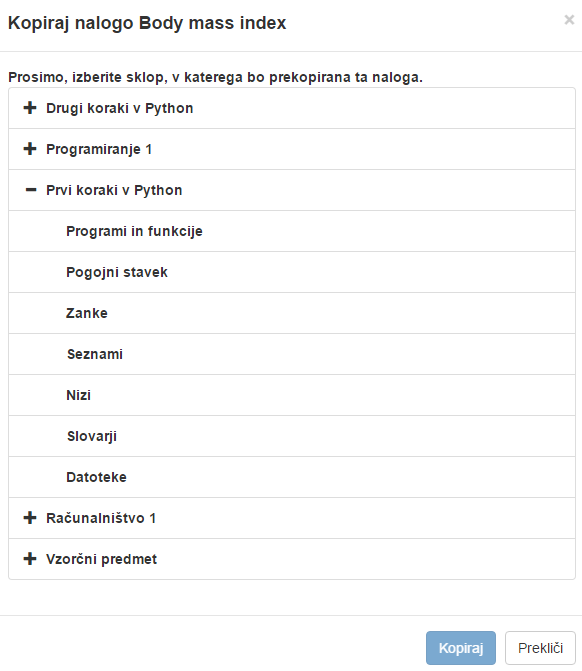 Kopiraj nalogo Body mass index
×
Prosimo, izberite sklop, v katerega bo prekopirana ta naloga.
Drugi koraki v Python
Programiranje 1
Prvi koraki v Python
Programi in funkcije
Pogojni stavek
Zanke
Seznami
Nizi
Slovarji
Datoteke
Računalništvo 1
Vzorčni predmet
Kopiraj
Prekliči